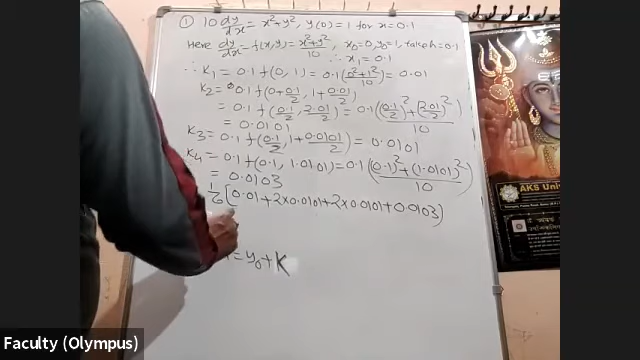 ① 10 dy/dx = x²+y², y(0)=1 for x=0.1
Here dy/dx = f(x,y) = x²+y²/10, x₀=0, y₀=1, take h=0.1
∴ x₁=0.1
∴ K₁ = 0.1 f(0, 1) = 0.1 (0²+1²/10) = 0.01
K₂ = 0.1 f(0+0.1/2, 1+0.01/2)
= 0.1 f(0.1/2, 2.01/2) = 0.1 ((0.1/2)²+(2.01/2)²/10)
= 0.0101
K₃ = 0.1 f(0.1/2, 1+0.0101/2) = 0.0101
K₄ = 0.1 f(0.1, 1.0101) = 0.1 ((0.1)²+(1.0101)²/10)
= 0.0103
1/6 [0.01+2×0.0101+2×0.0101+0.0103]
= y₀+K
AKS Univer
Faculty (Olympus)